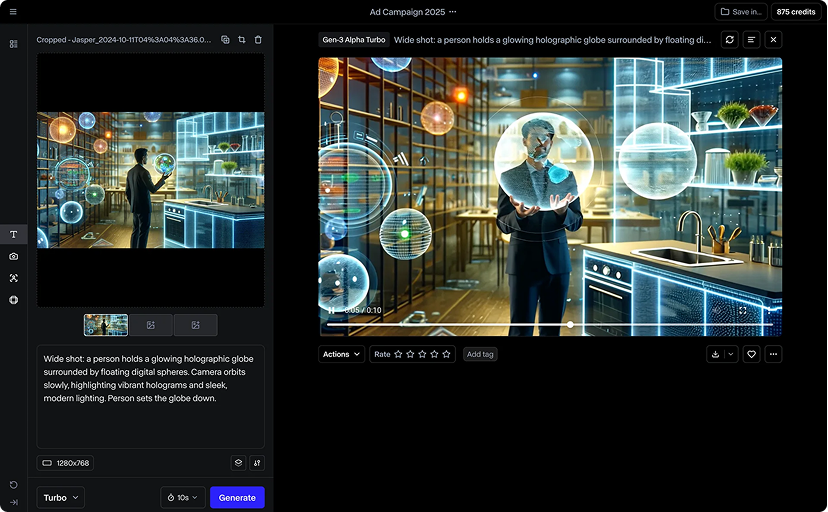 Ad Campaign 2025
Save in...
875 credits
Cropped - Jasper_2024-10-11T04%3A04%3A36.0...
Gen-3 Alpha Turbo
Wide shot: a person holds a glowing holographic globe surrounded by floating di...
0:05 / 0:10
Actions
Rate
Add tag
Wide shot: a person holds a glowing holographic globe
surrounded by floating digital spheres. Camera orbits
slowly, highlighting vibrant holograms and sleek,
modern lighting. Person sets the globe down.
1280x768
Turbo
10s
Generate